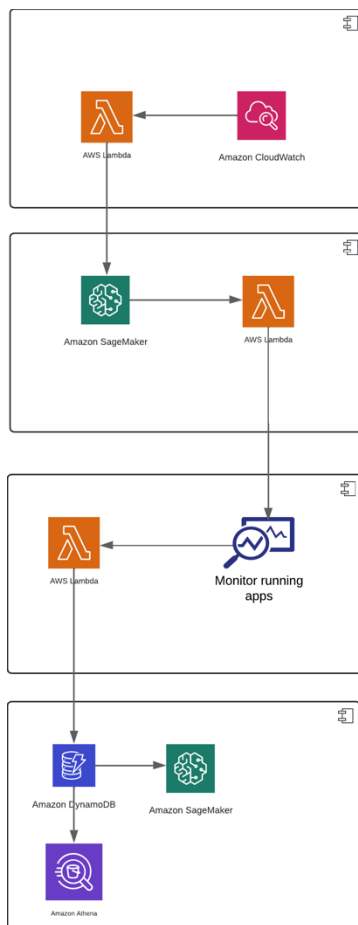 AWS Lambda
Amazon CloudWatch
Amazon SageMaker
AWS Lambda
AWS Lambda
Monitor running
apps
Amazon DynamoDB
Amazon SageMaker
Amazon Athena